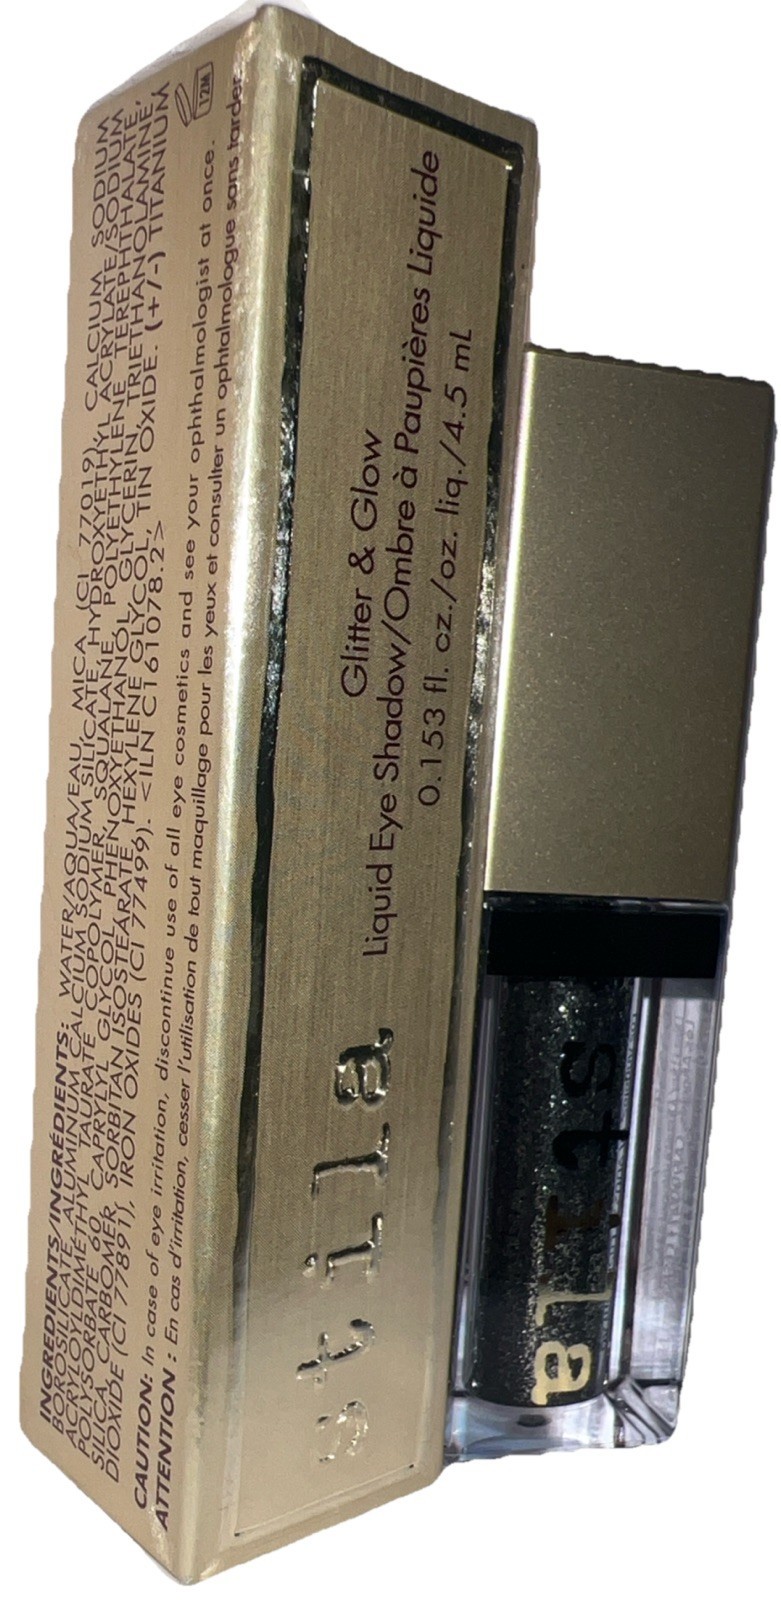 INGREDIENTS/INGRÉDIENTS: WATER/AQUA/EAU, MICA (CI 77019), CALCIUM SODIUM
BOROSILICATE, ALUMINUM CALCIUM SODIUM SILICATE, HYDROXYETHYL ACRYLATE/SODIUM
ACRYLOYLDIMETHYL TAURATE COPOLYMER, SQUALANE, POLYETHYLENE TEREPHTHALATE,
POLYSORBATE 60, CAPRYLYL GLYCOL, PHENOXYETHANOL, GLYCERIN, TRIETHANOLAMINE,
SILICA, CARBOMER, SORBITAN ISOSTEARATE, HEXYLENE GLYCOL, TIN OXIDE. (+/-) TITANIUM
DIOXIDE (CI 77891), IRON OXIDES (CI 77499). <ILN C161078.2>
CAUTION: In case of eye irritation, discontinue use of all eye cosmetics and see your ophthalmologist at once.
ATTENTION : En cas d'irritation, cesser l'utilisation de tout maquillage pour les yeux et consulter un ophtalmologue sans tarder.
12M
stila
Glitter & Glow
Liquid Eye Shadow/Ombre à Paupières Liquide
0.153 fl. oz./oz. liq./4.5 mL
stila